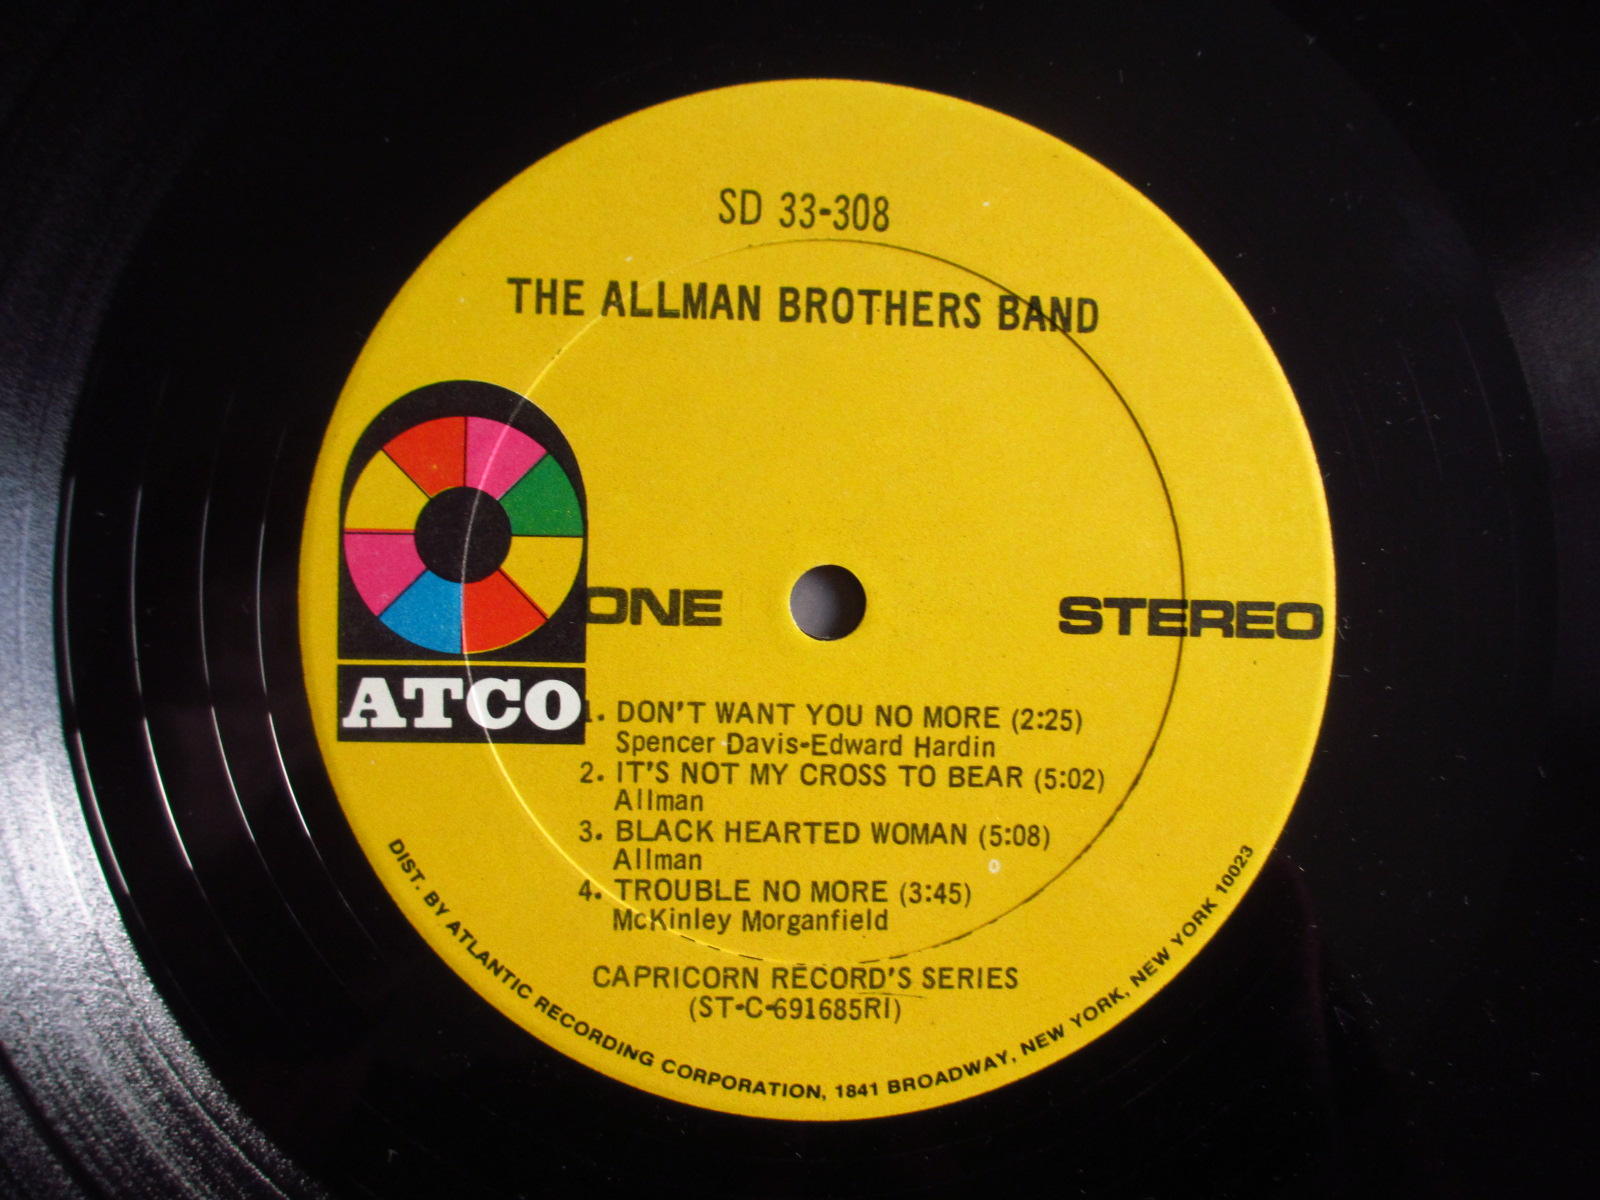 SD 33-308
THE ALLMAN BROTHERS BAND
ONE
STEREO
ATCO
1. DON'T WANT YOU NO MORE (2:25)
Spencer Davis-Edward Hardin
2. IT'S NOT MY CROSS TO BEAR (5:02)
Allman
3. BLACK HEARTED WOMAN (5:08)
Allman
4. TROUBLE NO MORE (3:45)
McKinley Morganfield
CAPRICORN RECORD'S SERIES
(ST-C-691685RI)
DIST. BY ATLANTIC RECORDING CORPORATION, 1841 BROADWAY, NEW YORK, NEW YORK 10023